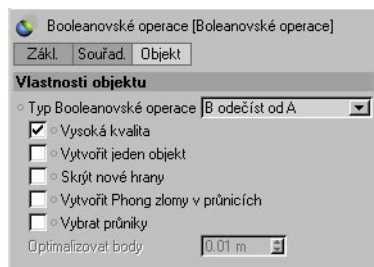 Booleanovské operace [Boleanovské operace]
Zákl. Souřad. Objekt
Vlastnosti objektu
Typ Booleanovské operace B odečíst od A
Vysoká kvalita
Vytvořit jeden objekt
Skrýt nové hrany
Vytvořit Phong zlomy v průnicích
Vybrat průniky
Optimalizovat body 0.01 m